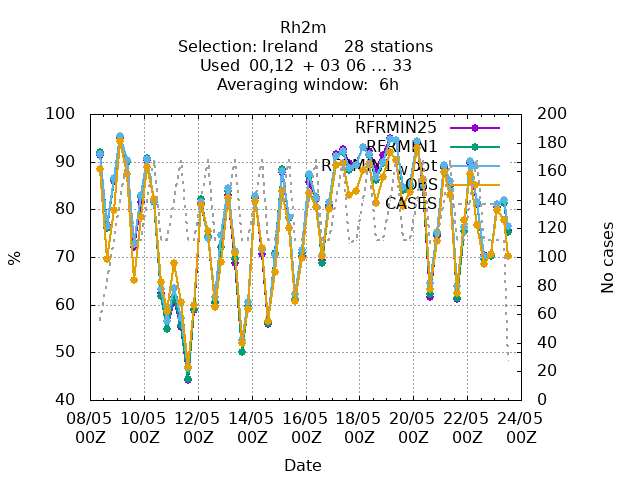 Rh2m
Selection: Ireland 28 stations
Used 00,12 + 03 06 ... 33
Averaging window: 6h
100
90
80
70
60
50
40
%
200
180
160
140
120
100
80
60
40
20
0
No cases
RFRMIN25
RFRMIN1
OBS
CASES
08/05 10/05 12/05 14/05 16/05 18/05 20/05 22/05 24/05
00Z 00Z 00Z 00Z 00Z 00Z 00Z 00Z 00Z
Date